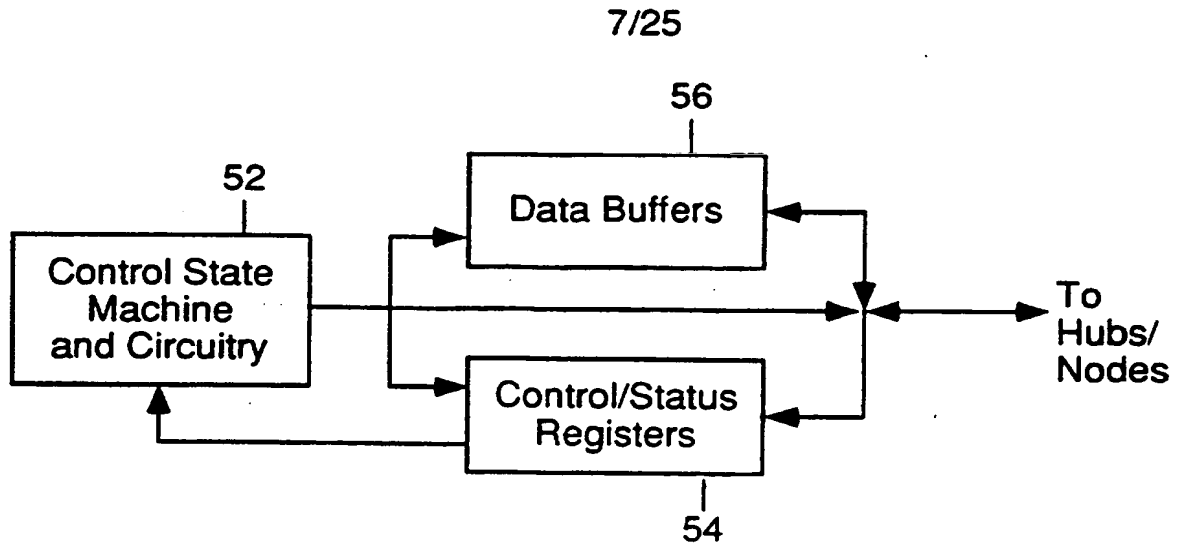 7/25
56
52
Data Buffers
Control State
Machine
and Circuitry
To
Hubs/
Nodes
Control/Status
Registers
54